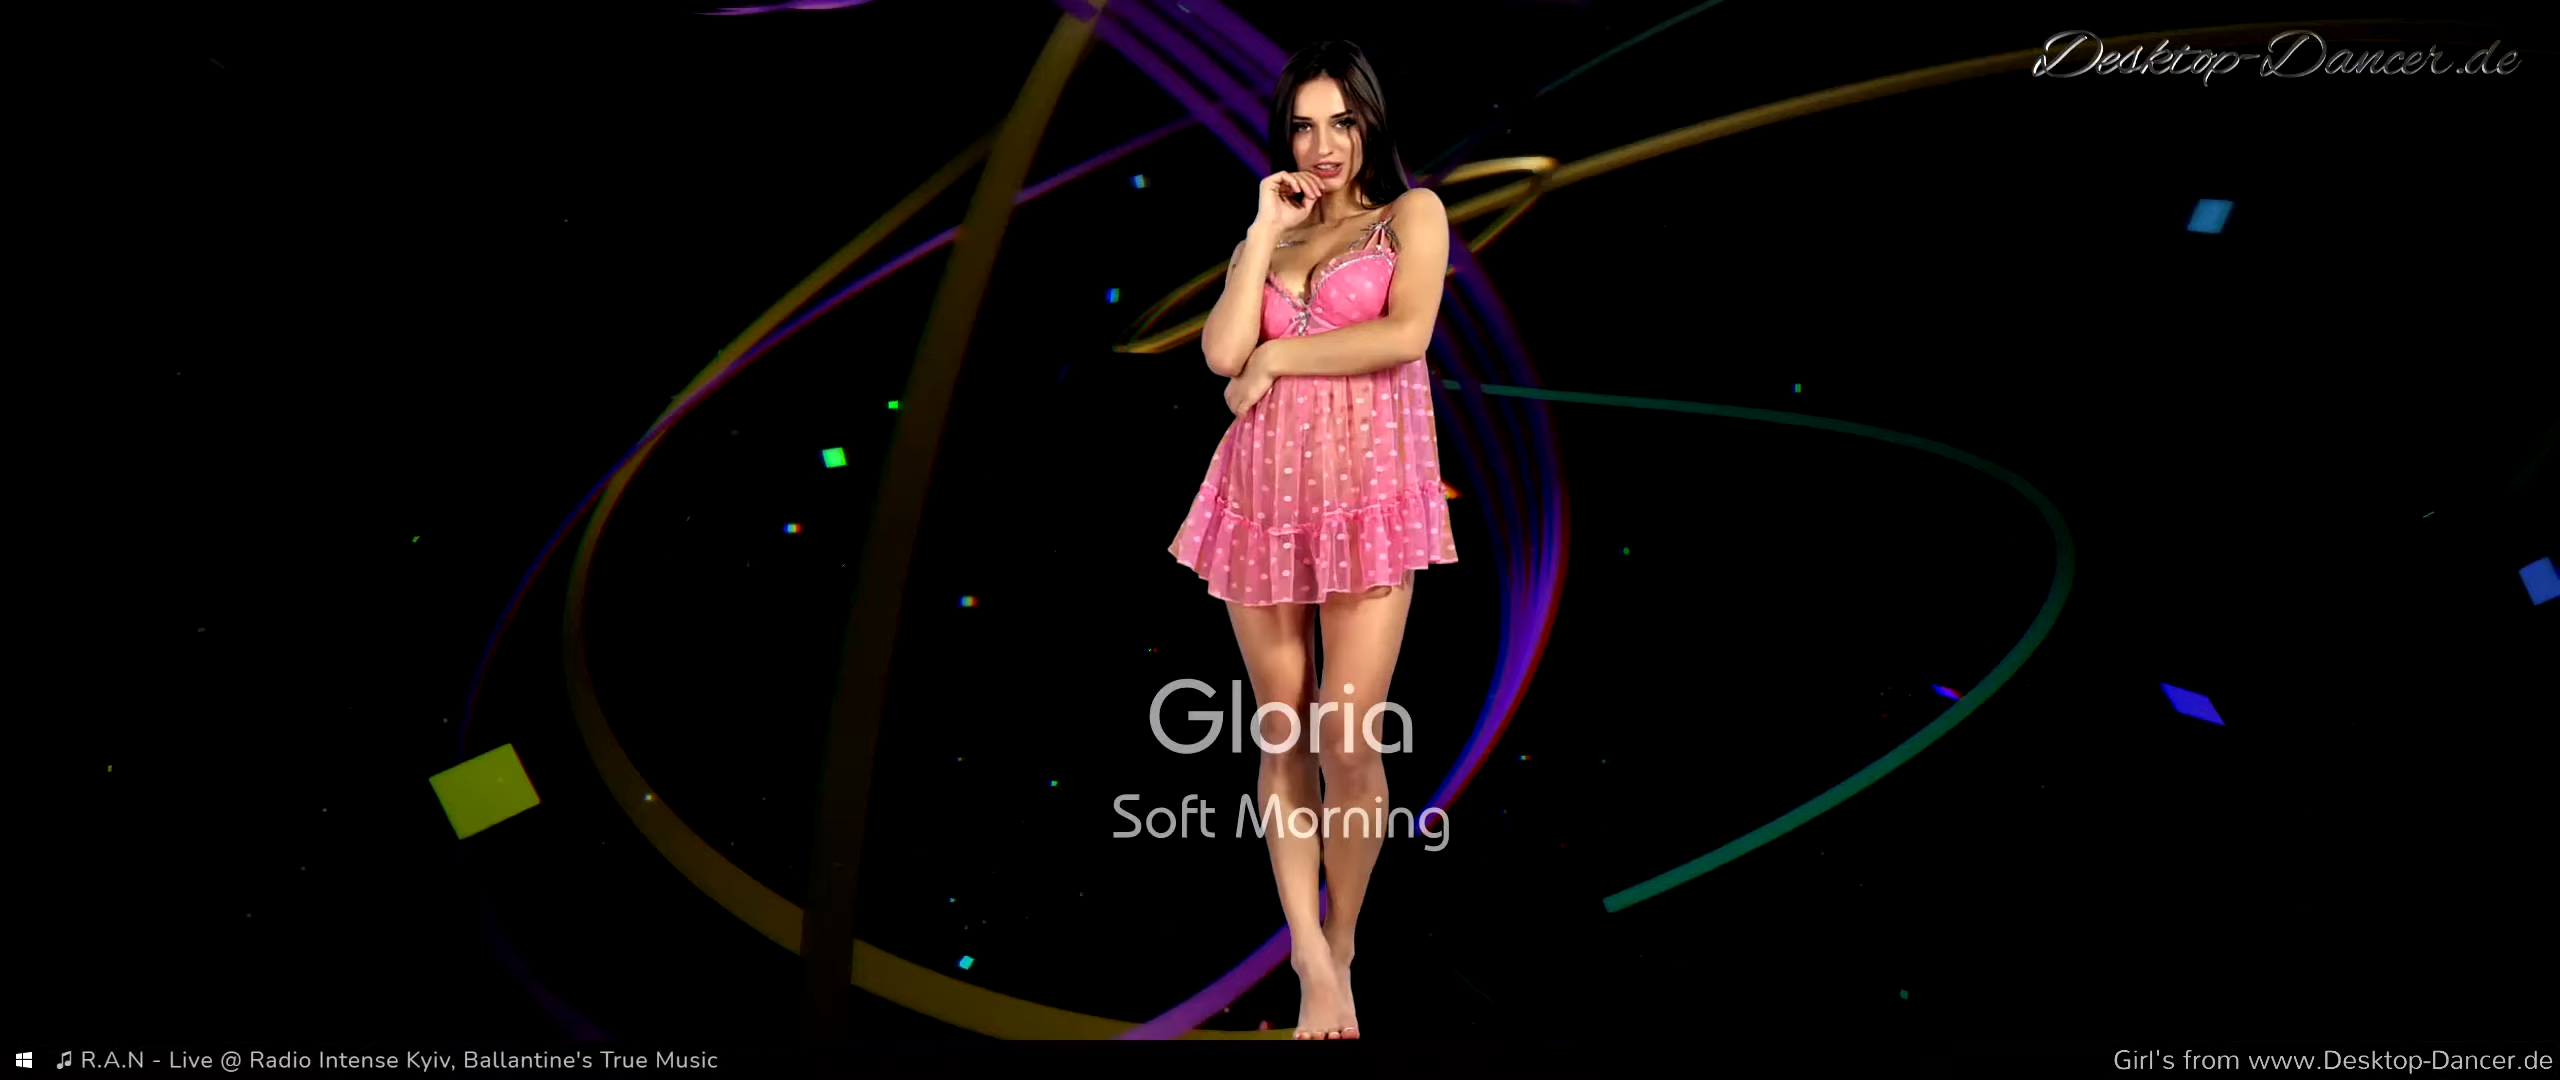 Desktop-Dancer.de
Gloria
Soft Morning
R.A.N - Live @ Radio Intense Kyiv, Ballantine's True Music
Girl's from www.Desktop-Dancer.de